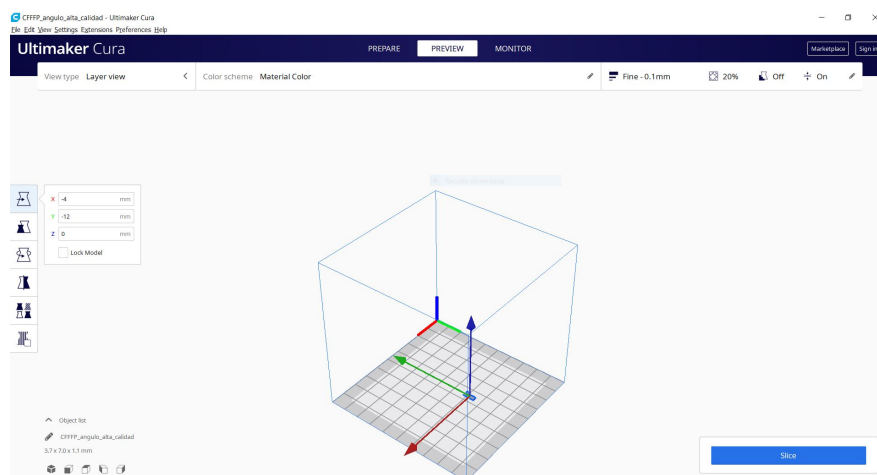 CFFFP_angulo_alta_calidad - Ultimaker Cura
File Edit View Settings Extensions Preferences Help
Ultimaker Cura PREPARE PREVIEW MONITOR Marketplace Sign in
View type Layer view Color scheme Material Color Fine - 0.1mm 20% Off On
X -4 mm
Y -12 mm
Z 0 mm
Lock Model
Object list
CFFFP_angulo_alta_calidad
3.7 x 7.0 x 1.1 mm
Slice